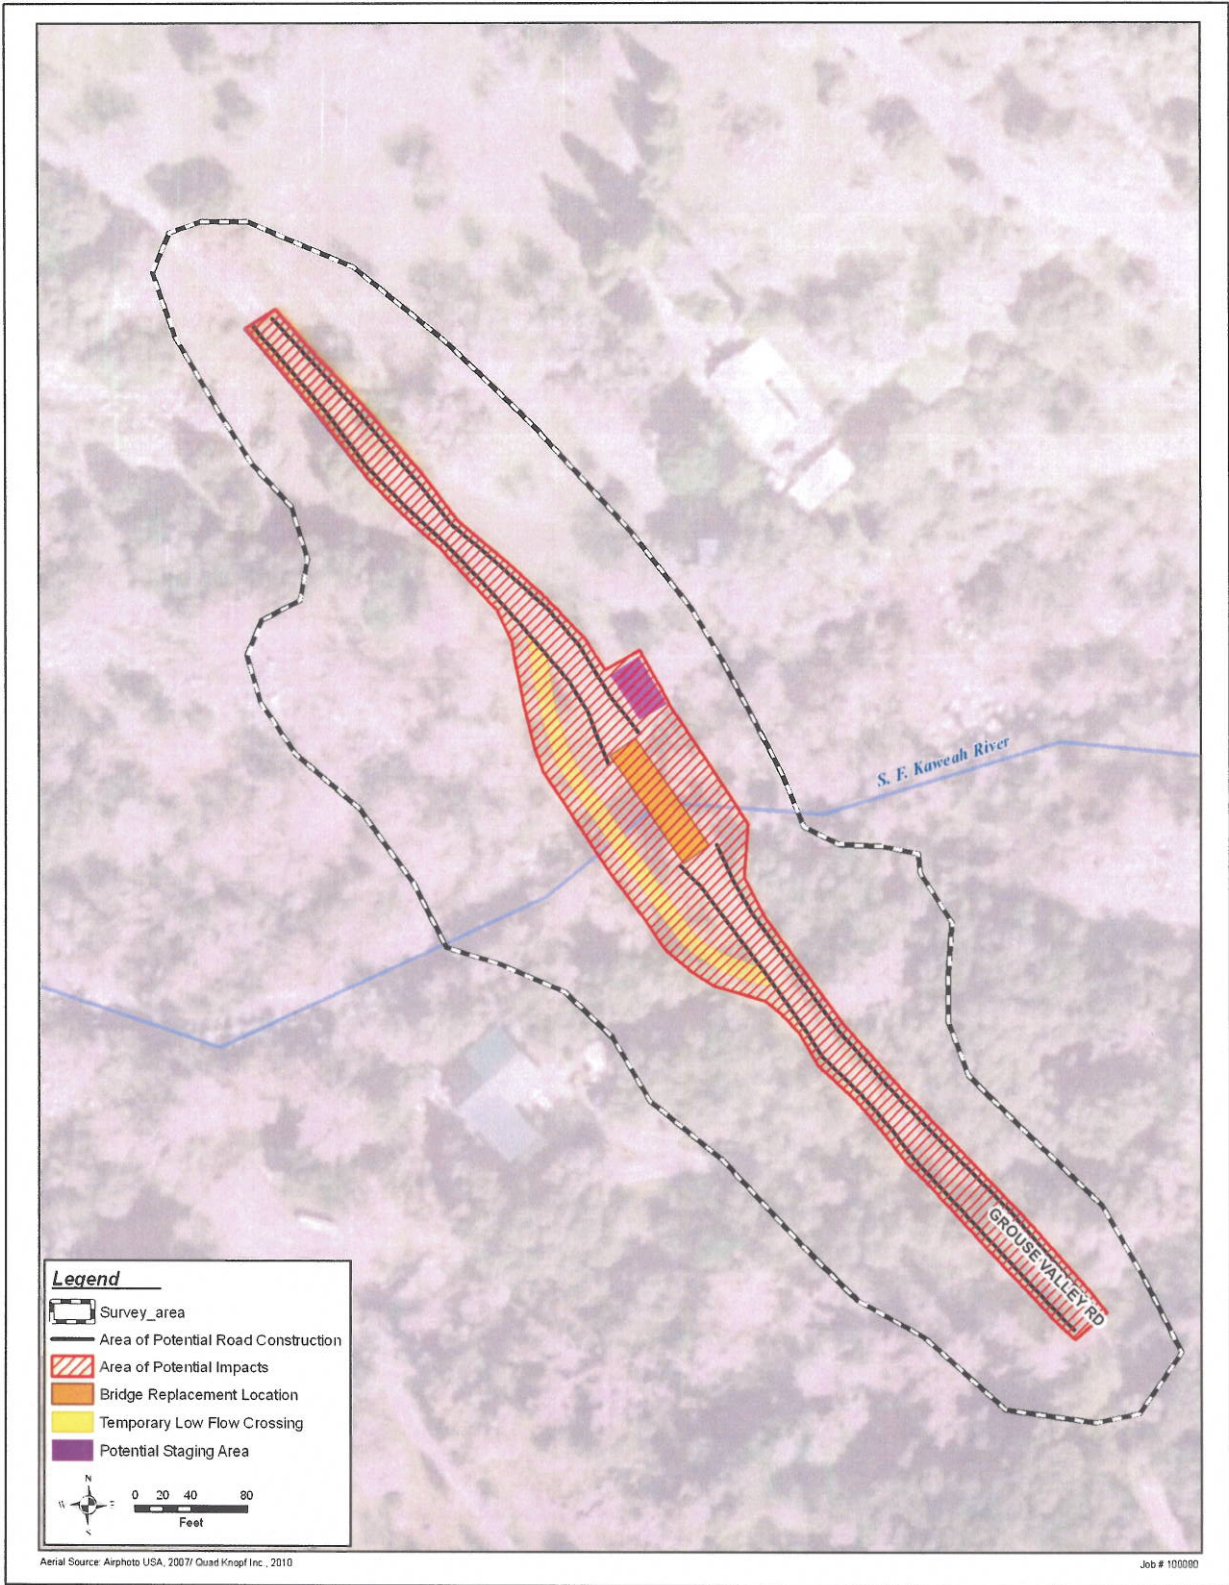 S. F. Kaweah River
GROUSE VALLEY RD
Legend
Survey_area
Area of Potential Road Construction
Area of Potential Impacts
Bridge Replacement Location
Temporary Low Flow Crossing
Potential Staging Area
N
W E
S
0 20 40 80
Feet
Aerial Source: Airphoto USA, 2007/ Quad Knopf Inc., 2010
Job # 100080